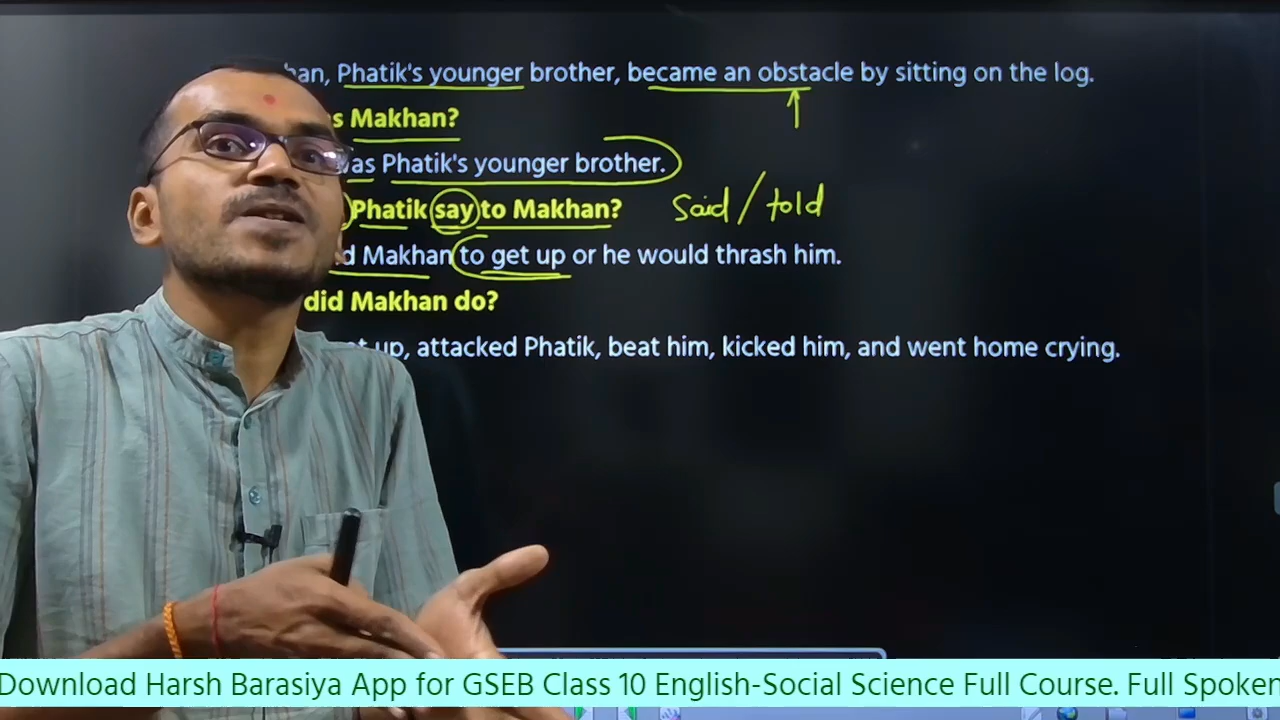 Phatik's younger brother, became an obstacle by sitting on the log.
Makhan?
Phatik's younger brother.
Phatik say to Makhan? said / told
Makhan to get up or he would thrash him.
did Makhan do?
up, attacked Phatik, beat him, kicked him, and went home crying.
Download Harsh Barasiya App for GSEB Class 10 English-Social Science Full Course. Full Spoken